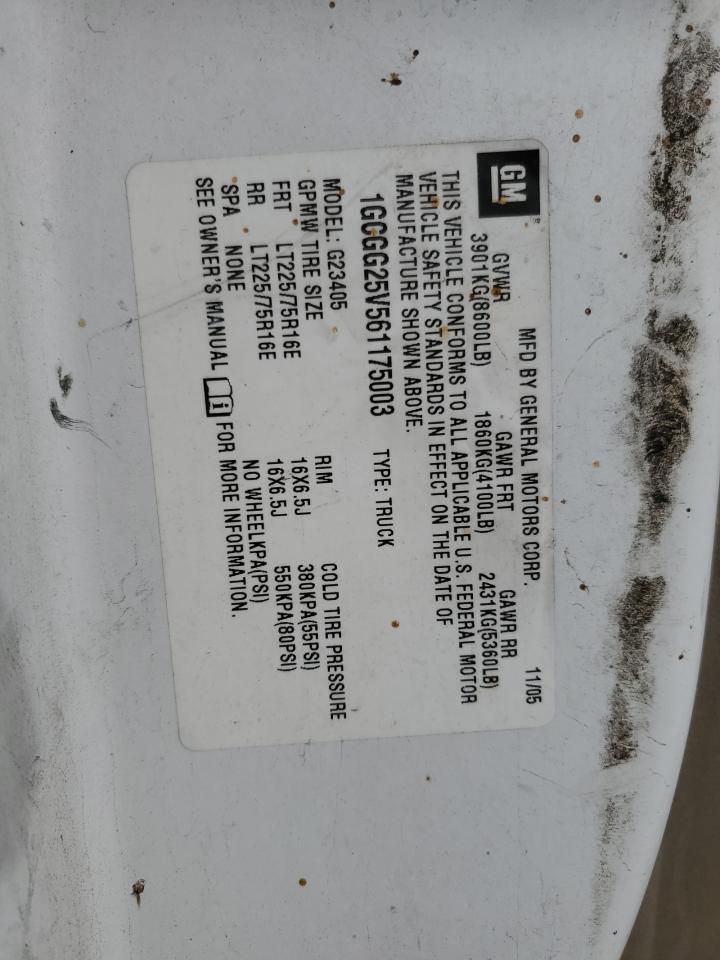 GM
MFD BY GENERAL MOTORS CORP. 11/05
GVWR GAWR FRT GAWR RR
3901KG(8600LB) 1860KG(4100LB) 2431KG(5360LB)
THIS VEHICLE CONFORMS TO ALL APPLICABLE U.S. FEDERAL MOTOR
VEHICLE SAFETY STANDARDS IN EFFECT ON THE DATE OF
MANUFACTURE SHOWN ABOVE.
1GCGG25V561175003 TYPE: TRUCK
MODEL: G23405
GPMW TIRE SIZE RIM COLD TIRE PRESSURE
FRT LT225/75R16E 16X6.5J 380KPA(55PSI)
RR LT225/75R16E 16X6.5J 550KPA(80PSI)
SPA NONE NO WHEELKPA(PSI)
SEE OWNER'S MANUAL i FOR MORE INFORMATION.